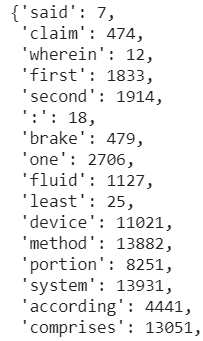 {'said': 7,
'claim': 474,
'wherein': 12,
'first': 1833,
'second': 1914,
':': 18,
'brake': 479,
'one': 2706,
'fluid': 1127,
'least': 25,
'device': 11021,
'method': 13882,
'portion': 8251,
'system': 13931,
'according': 4441,
'comprises': 13051,